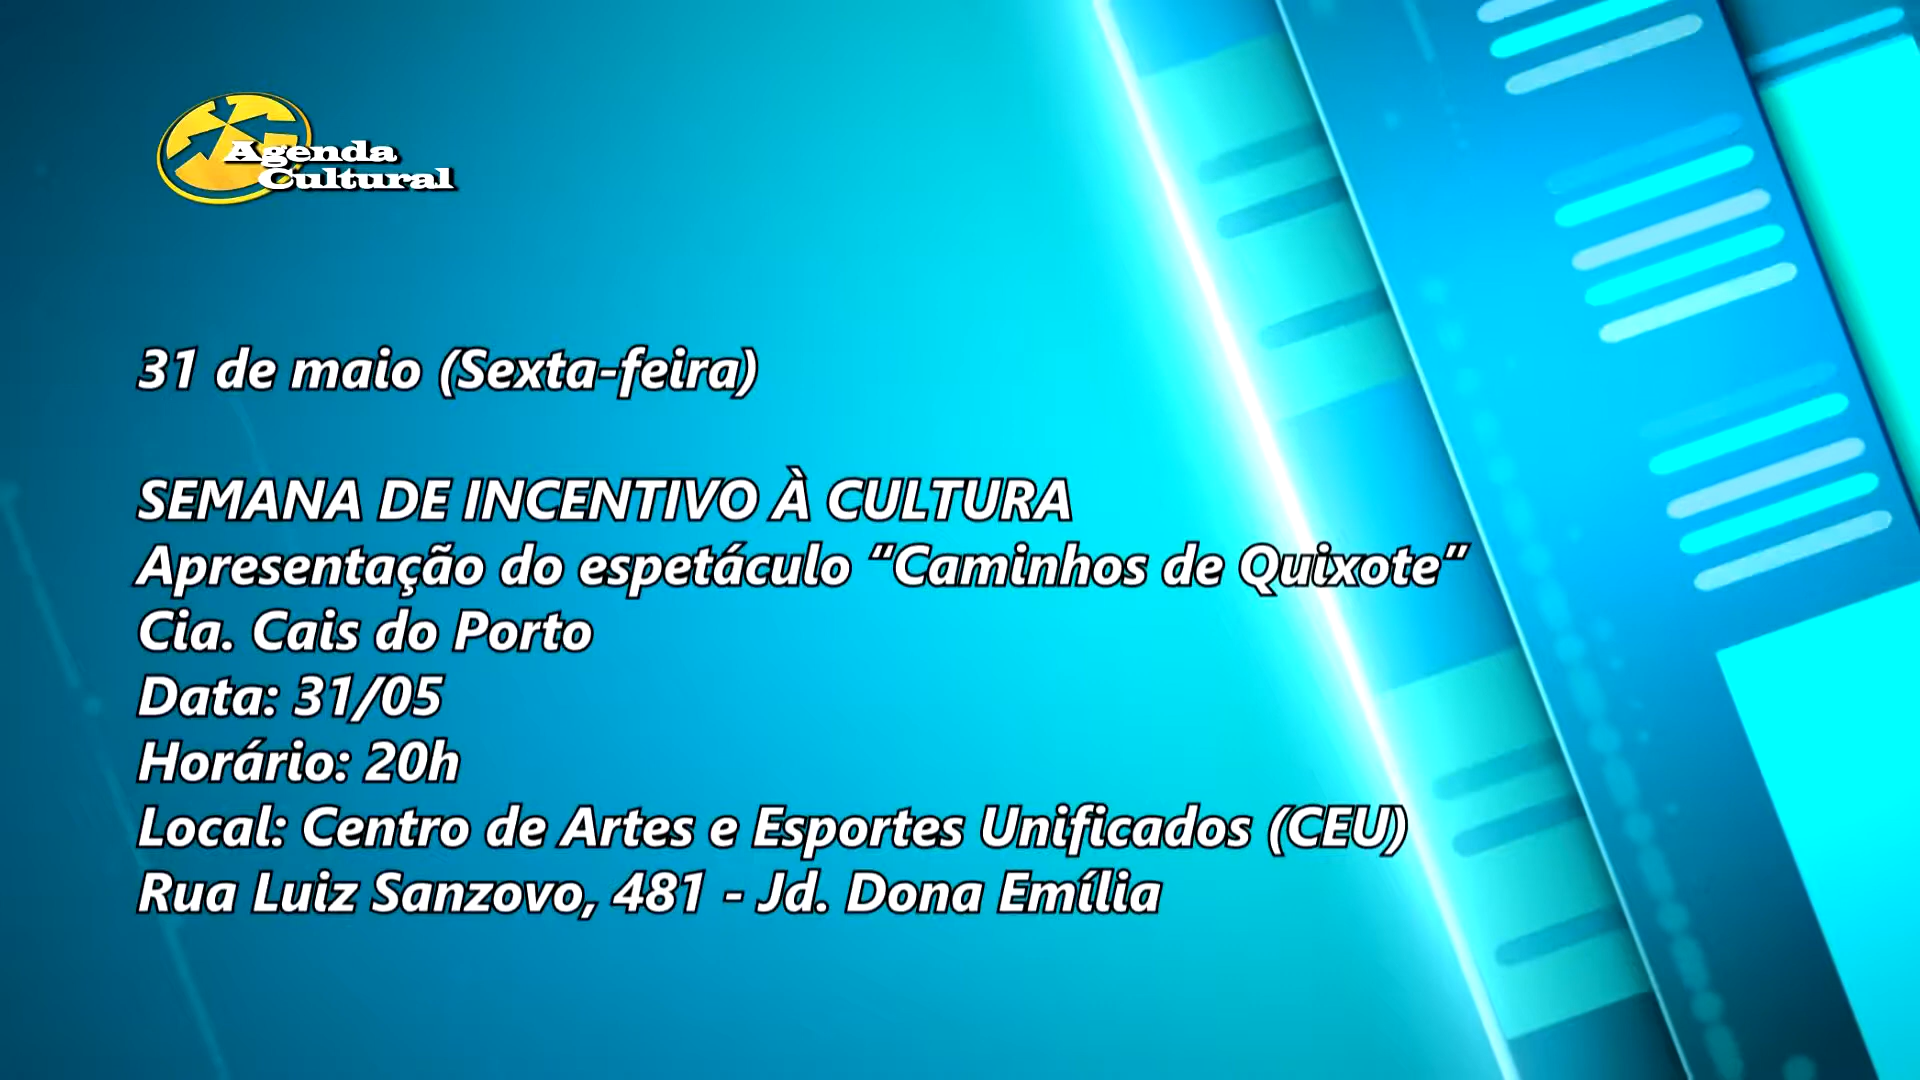 Agenda
Cultural
31 de maio (Sexta-feira)
SEMANA DE INCENTIVO À CULTURA
Apresentação do espetáculo “Caminhos de Quixote”
Cia. Cais do Porto
Data: 31/05
Horário: 20h
Local: Centro de Artes e Esportes Unificados (CEU)
Rua Luiz Sanzovo, 481 - Jd. Dona Emília